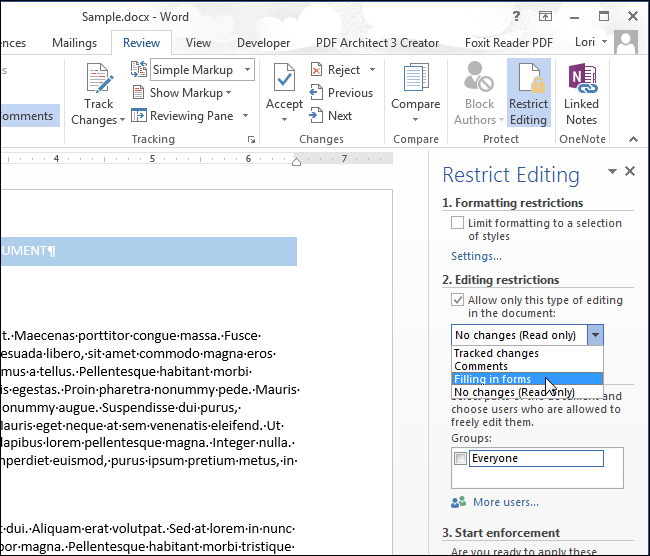 Sample.docx - Word
ences Mailings Review View Developer PDF Architect 3 Creator Foxit Reader PDF Lori
Simple Markup
Show Markup
Reviewing Pane
omments
Track Changes
Tracking
Accept
Reject
Previous
Next
Changes
Compare
Compare
Block Authors
Restrict Editing
Protect
Linked Notes
OneNote
4 5 6 7
Restrict Editing
1. Formatting restrictions
Limit formatting to a selection
of styles
Settings...
2. Editing restrictions
Allow only this type of editing
in the document:
No changes (Read only)
Tracked changes
Comments
Filling in forms
No changes (Read only)
choose users who are allowed to
freely edit them.
Groups:
Everyone
More users...
3. Start enforcement
Are you ready to apply these
UMENT¶
t.·Maecenas·porttitor·congue·massa.·Fusce·
esuada·libero,·sit·amet·commodo·magna·eros·
mus·a·tellus.·Pellentesque·habitant·morbi·
is·egestas.·Proin·pharetra·nonummy·pede.·Mauris·
onummy·augue.·Suspendisse·dui·purus,·
Mauris·eget·neque·at·sem·venenatis·eleifend.·Ut·
dapibus·lorem·pellentesque·magna.·Integer·nulla.·
mperdiet·euismod,·purus·ipsum·pretium·metus,·in·
t·dui.·Aliquam·erat·volutpat.·Sed·at·lorem·in·nunc·
por·magna.·Pellentesque·habitant·morbi·tristique·